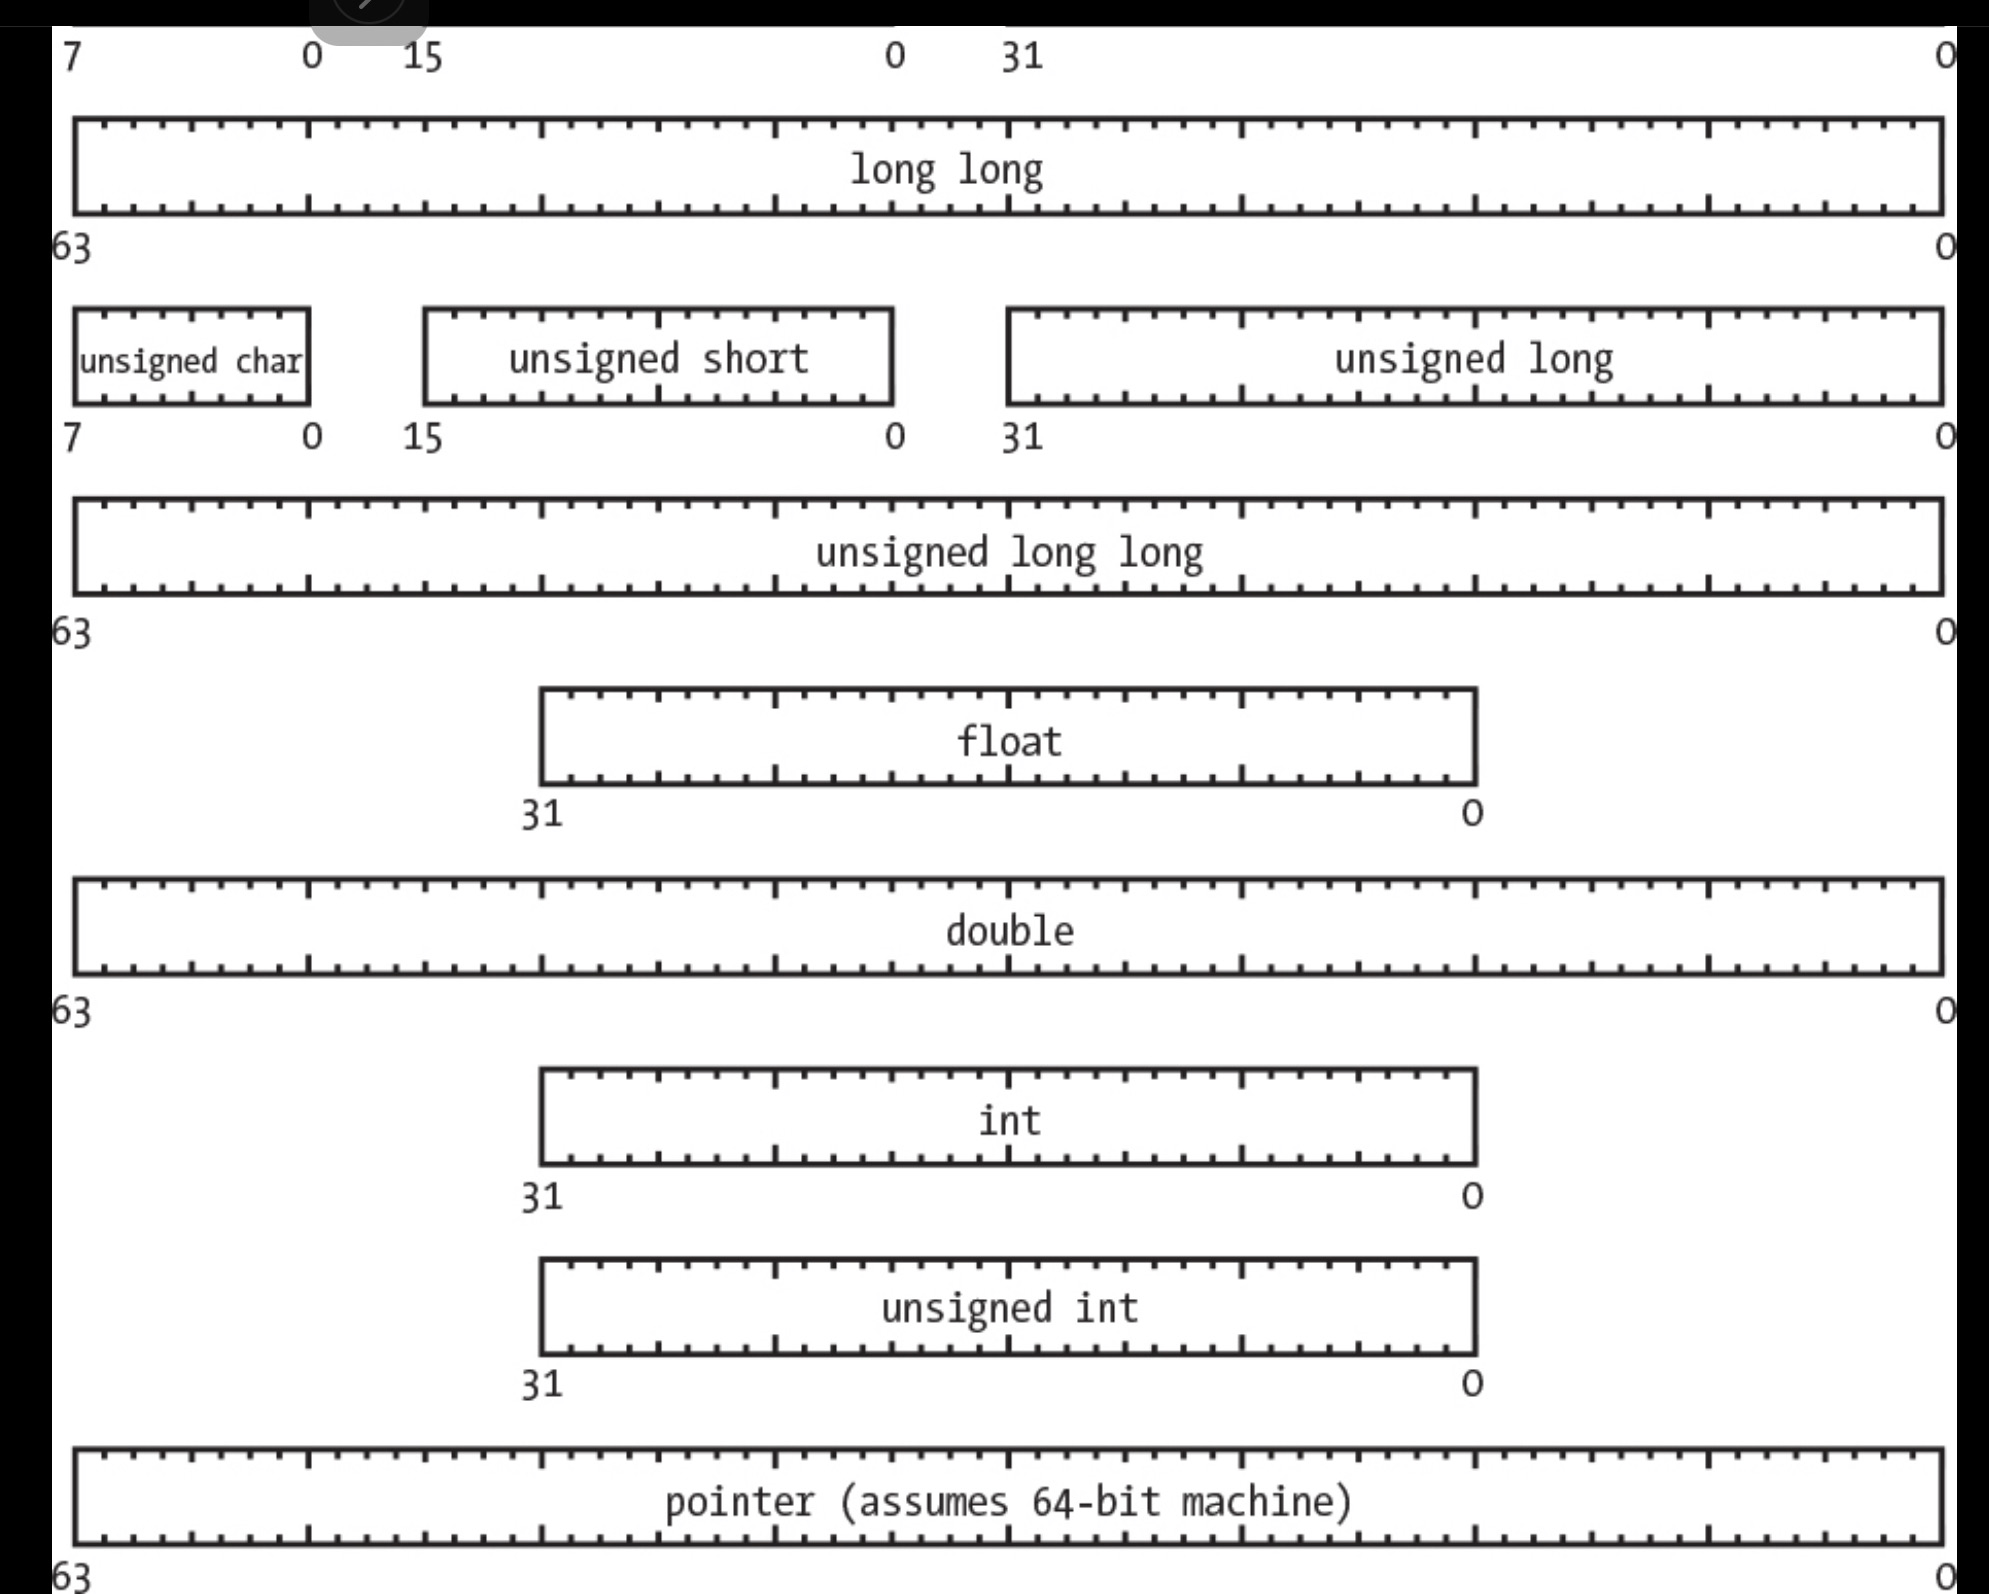 7 0 15 0 31 0
long long
63 0
unsigned char unsigned short unsigned long
7 0 15 0 31 0
unsigned long long
63 0
float
31 0
double
63 0
int
31 0
unsigned int
31 0
pointer (assumes 64-bit machine)
63 0